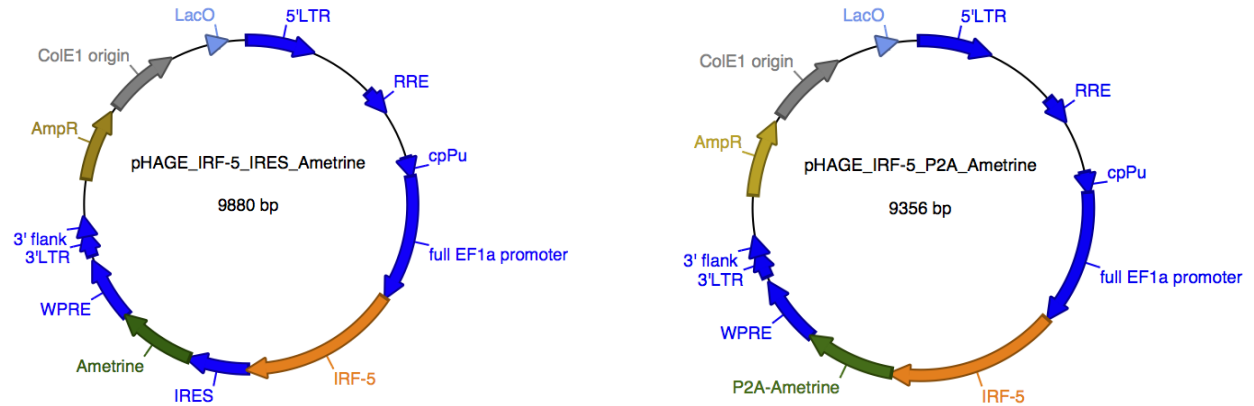 LacO
5'LTR
ColE1 origin
RRE
AmpR
pHAGE_IRF-5_IRES_Ametrine
cpPu
9880 bp
3' flank
3'LTR
full EF1a promoter
WPRE
Ametrine
IRES
IRF-5
LacO
5'LTR
ColE1 origin
RRE
AmpR
pHAGE_IRF-5_P2A_Ametrine
cpPu
9356 bp
3' flank
3'LTR
full EF1a promoter
WPRE
P2A-Ametrine
IRF-5